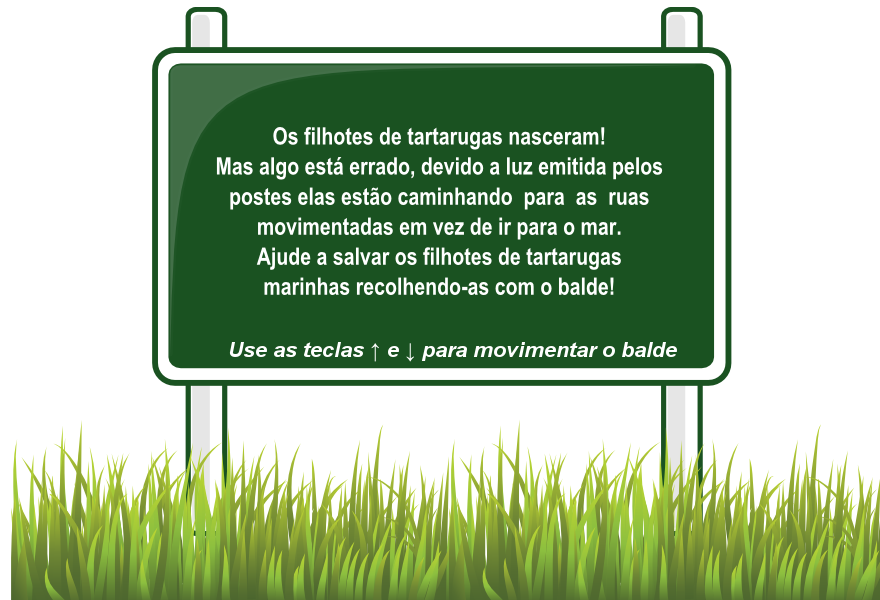 Os filhotes de tartarugas nasceram!
Mas algo está errado, devido a luz emitida pelos
postes elas estão caminhando para as ruas
movimentadas em vez de ir para o mar.
Ajude a salvar os filhotes de tartarugas
marinhas recolhendo-as com o balde!
Use as teclas ↑ e ↓ para movimentar o balde